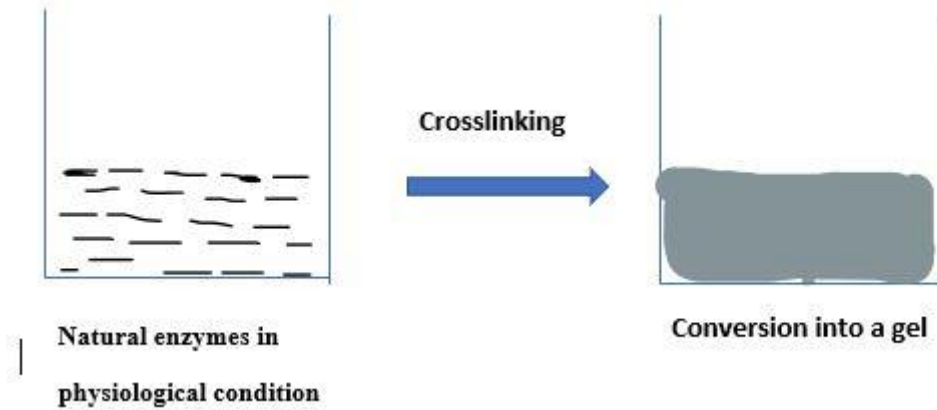 Crosslinking
Natural enzymes in
physiological condition
Conversion into a gel